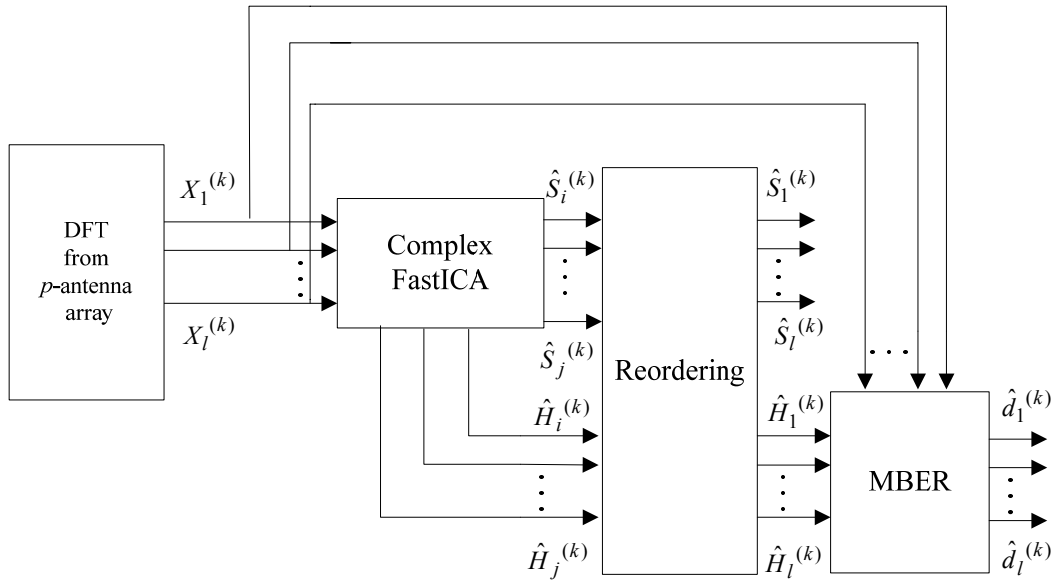 DFT
from
p-antenna
array
X₁⁽ᵏ⁾
Xₗ⁽ᵏ⁾
Complex
FastICA
Ŝᵢ⁽ᵏ⁾
Ŝⱼ⁽ᵏ⁾
Ĥᵢ⁽ᵏ⁾
Ĥⱼ⁽ᵏ⁾
Reordering
Ŝ₁⁽ᵏ⁾
Ŝₗ⁽ᵏ⁾
Ĥ₁⁽ᵏ⁾
Ĥₗ⁽ᵏ⁾
MBER
d̂₁⁽ᵏ⁾
d̂ₗ⁽ᵏ⁾